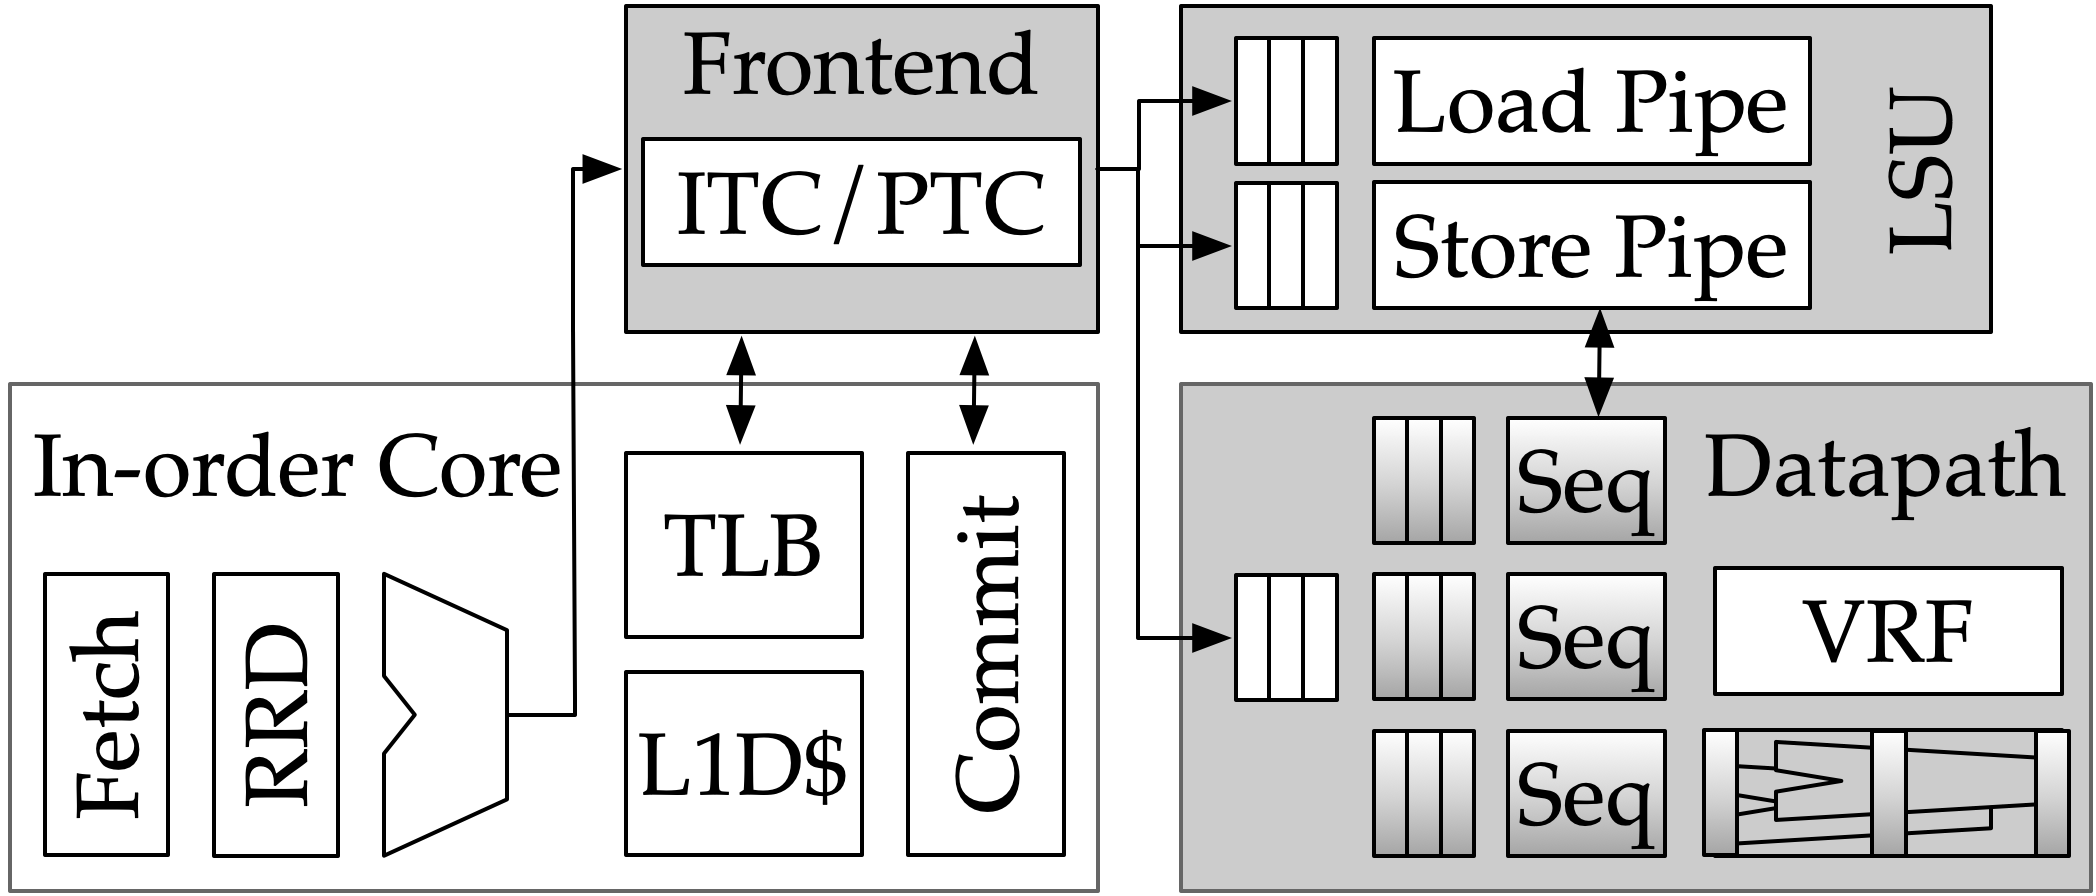 Frontend
ITC/PTC
Load Pipe
Store Pipe
LSU
In-order Core
Fetch
RRD
TLB
L1D$
Commit
Datapath
Seq
Seq
Seq
VRF